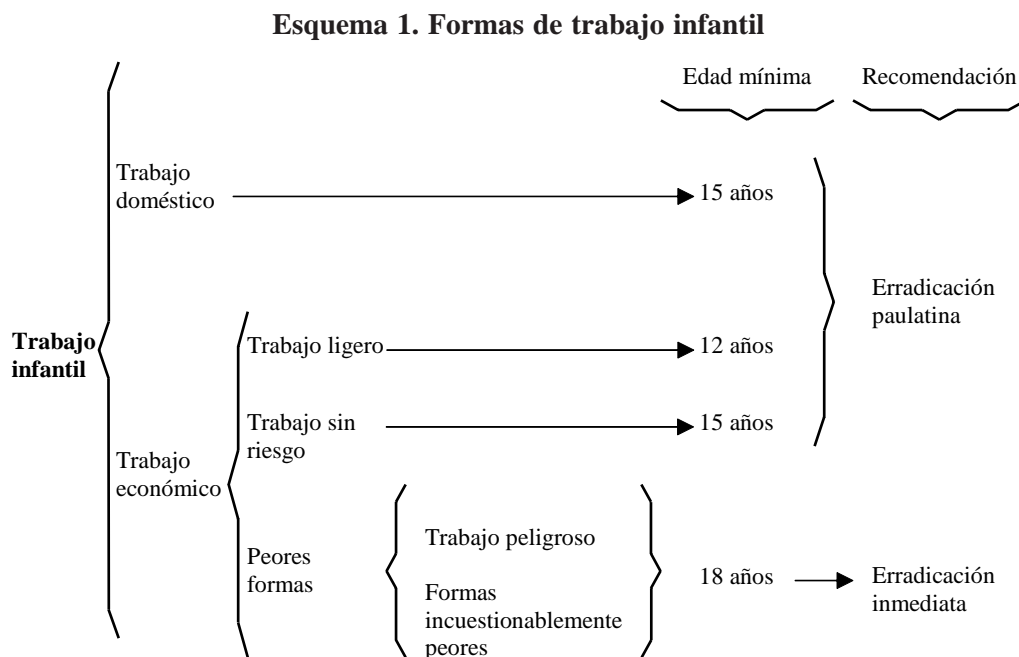 Esquema 1. Formas de trabajo infantil
Edad mínima
Recomendación
Trabajo
doméstico
15 años
Erradicación
paulatina
Trabajo
infantil
Trabajo ligero
12 años
Trabajo sin
riesgo
15 años
Trabajo
económico
Peores
formas
Trabajo peligroso
Formas
incuestionablemente
peores
18 años
Erradicación
inmediata